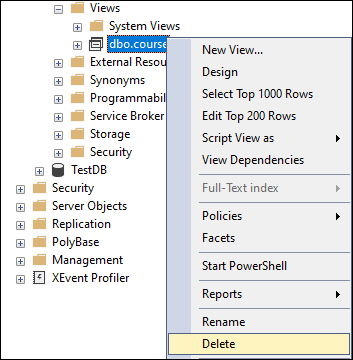 Views
System Views
dbo.course
External Resou
Synonyms
Programmabil
Service Broker
Storage
Security
TestDB
Security
Server Objects
Replication
PolyBase
Management
XEvent Profiler
New View...
Design
Select Top 1000 Rows
Edit Top 200 Rows
Script View as
View Dependencies
Full-Text index
Policies
Facets
Start PowerShell
Reports
Rename
Delete